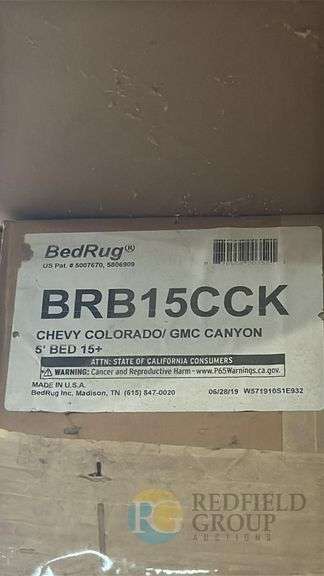 BedRug®
US Pat. # 5007670, 5806909
BRB15CCK
CHEVY COLORADO/ GMC CANYON
5' BED 15+
ATTN: STATE OF CALIFORNIA CONSUMERS
WARNING: Cancer and Reproductive Harm - www.P65Warnings.ca.gov.
MADE IN U.S.A.
BedRug Inc. Madison, TN (615) 847-0020 06/28/19 W571910S1E932
RG
REDFIELD
GROUP
AUCTIONS